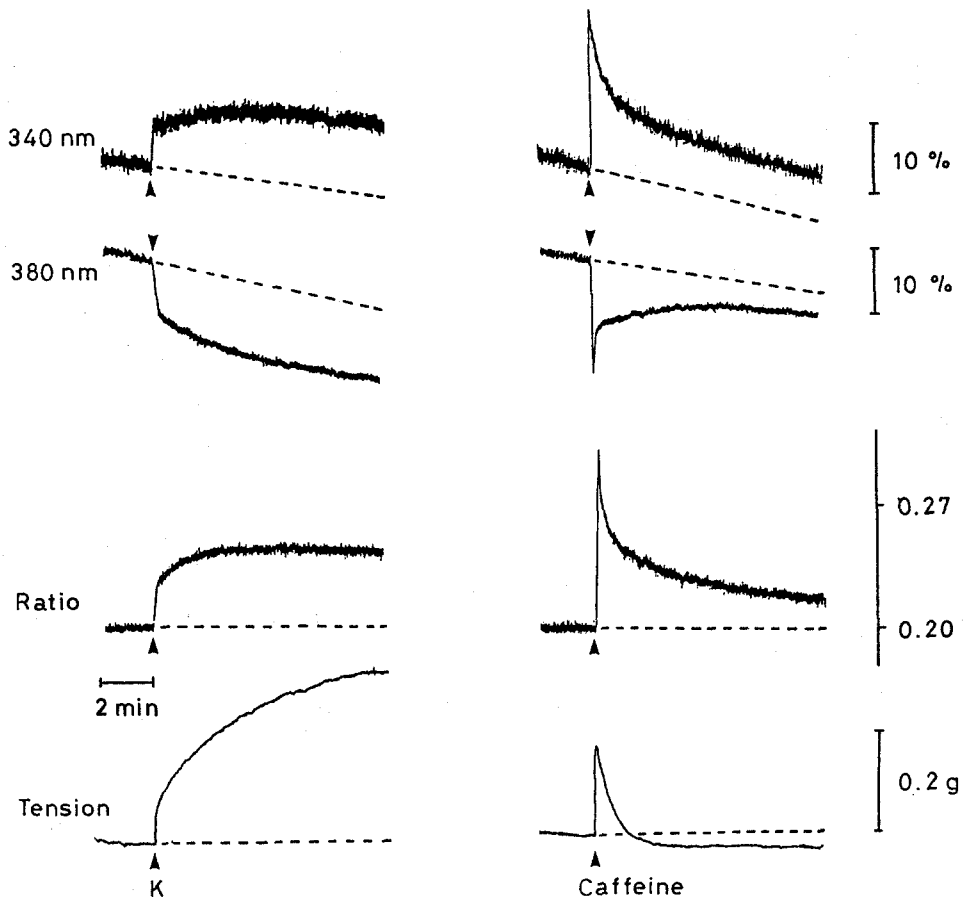 340 nm
10 %
380 nm
10 %
0.27
Ratio
0.20
2 min
Tension
0.2 g
K
Caffeine